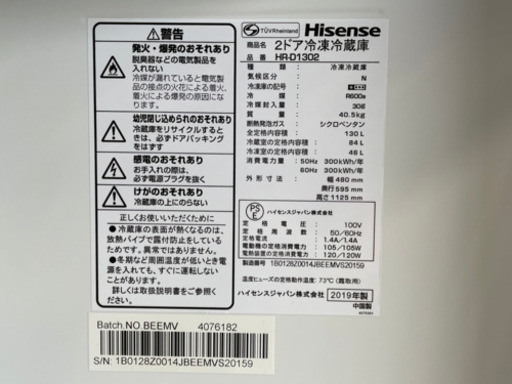 警告
発火・爆発のおそれあり
脱臭器などの電気製品を
入れない
冷媒が漏れていると電気製品
の接点の火花による着火、
着火・爆発の原因になります。
幼児閉じ込められのおそれあり
冷蔵庫をリサイクルするとき
は、必ずドアパッキングを
はずす
感電のおそれあり
お手入れの際は、
必ず電源プラグを抜く
けがのおそれあり
冷蔵庫の上にのらない
正しくお使いいただくために
●冷蔵庫の側面が熱くなるのは、
放熱パイプで露付防止をしている
ためで、異常ではありません。
●冬期など、周囲温度が低いとき
電源を入れても、すぐには
冷えないことがあります。
詳しくは取扱説明書をご覧ください。
TÜVRheinland Hisense
商品名 2ドア冷凍冷蔵庫
品番 HR-D1302
種類: 冷凍冷蔵庫
気候区分 N
冷凍庫の記号:
冷媒: R600a
冷媒封入量: 30g
質量: 40.5kg
断熱発泡ガス: シクロペンタン
全定格内容積: 130 L
冷蔵室の定格内容積: 84 L
冷凍室の定格内容積: 46 L
消費電力量: 50Hz 300kWh/年
60Hz 300kWh/年
外形寸法: 幅 480 mm
奥行 595 mm
高さ 1125 mm
PSE ハイセンスジャパン株式会社
定格電圧: 100V
定格周波数: 50/60Hz
定格電流: 1.4A/1.4A
電動機の定格消費電力: 105/105W
電熱装置の定格消費電力: 120/120W
製造番号: 1B0128Z0014JBEEMVS20159
温度ヒューズの定格動作温度: 73℃(霜取用)
ハイセンスジャパン株式会社 2019年製
中国製
Batch.NO.BEEMV 4076182
S/N: 1B0128Z0014JBEEMVS20159